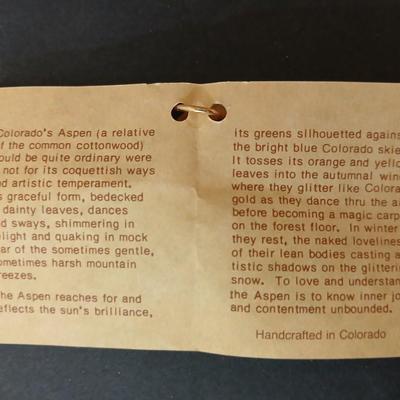 Colorado's Aspen (a relative
of the common cottonwood)
ould be quite ordinary were
not for its coquettish ways
nd artistic temperament.
s graceful form, bedecked
dainty leaves, dances
nd sways, shimmering in
light and quaking in mock
ar of the sometimes gentle,
ometimes harsh mountain
reezes.
he Aspen reaches for and
eflects the sun's brilliance,
its greens slihouetted agains
the bright blue Colorado skie
It tosses its orange and yello
leaves into the autumnal wind
where they glitter like Colora
gold as they dance thru the ai
before becoming a magic carp
on the forest floor. In winter
they rest, the naked lovelines
of their lean bodies casting a
tistic shadows on the glitterin
snow. To love and understan
the Aspen is to know inner jo
and contentment unbounded.
Handcrafted in Colorado